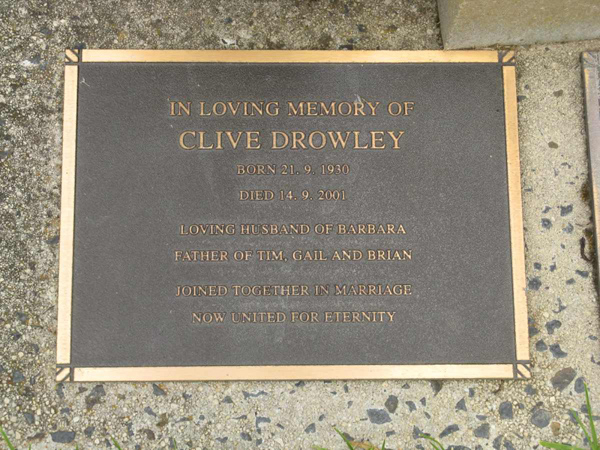 IN LOVING MEMORY OF
CLIVE DROWLEY
BORN 21. 9. 1930
DIED 14. 9. 2001
LOVING HUSBAND OF BARBARA
FATHER OF TIM, GAIL AND BRIAN
JOINED TOGETHER IN MARRIAGE
NOW UNITED FOR ETERNITY